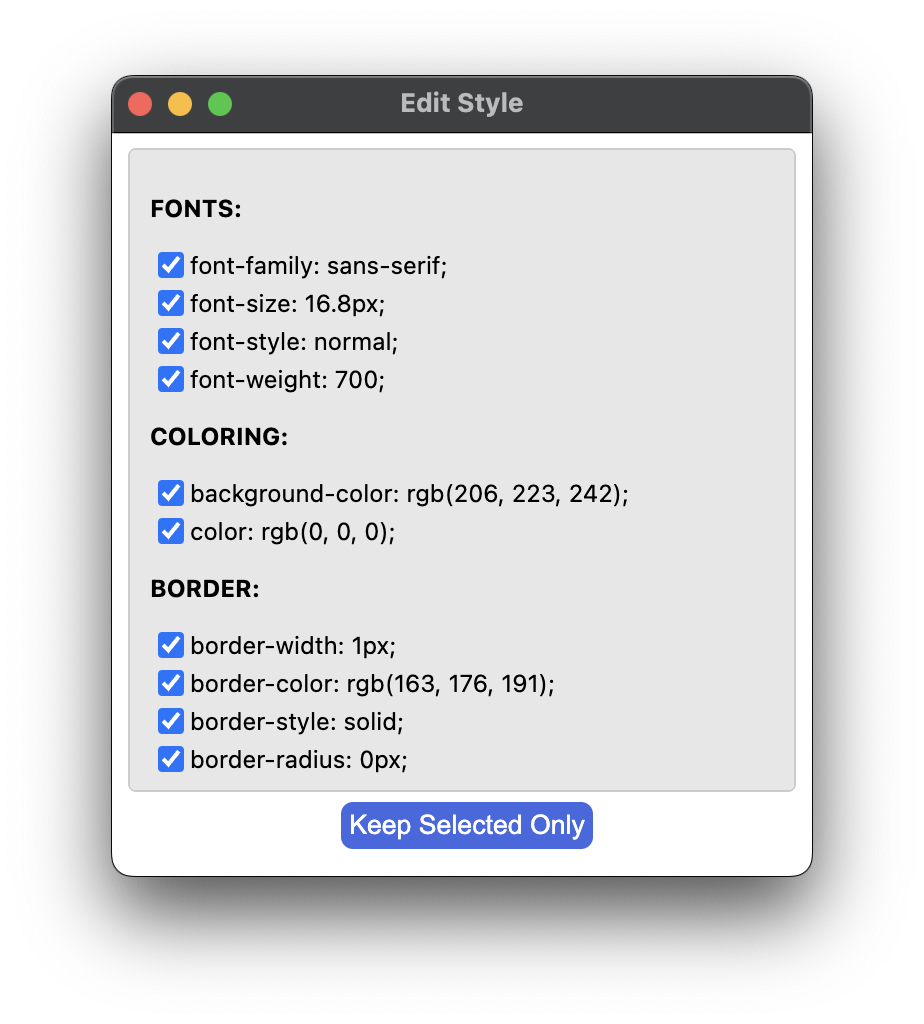 Edit Style
FONTS:
font-family: sans-serif;
font-size: 16.8px;
font-style: normal;
font-weight: 700;
COLORING:
background-color: rgb(206, 223, 242);
color: rgb(0, 0, 0);
BORDER:
border-width: 1px;
border-color: rgb(163, 176, 191);
border-style: solid;
border-radius: 0px;
Keep Selected Only